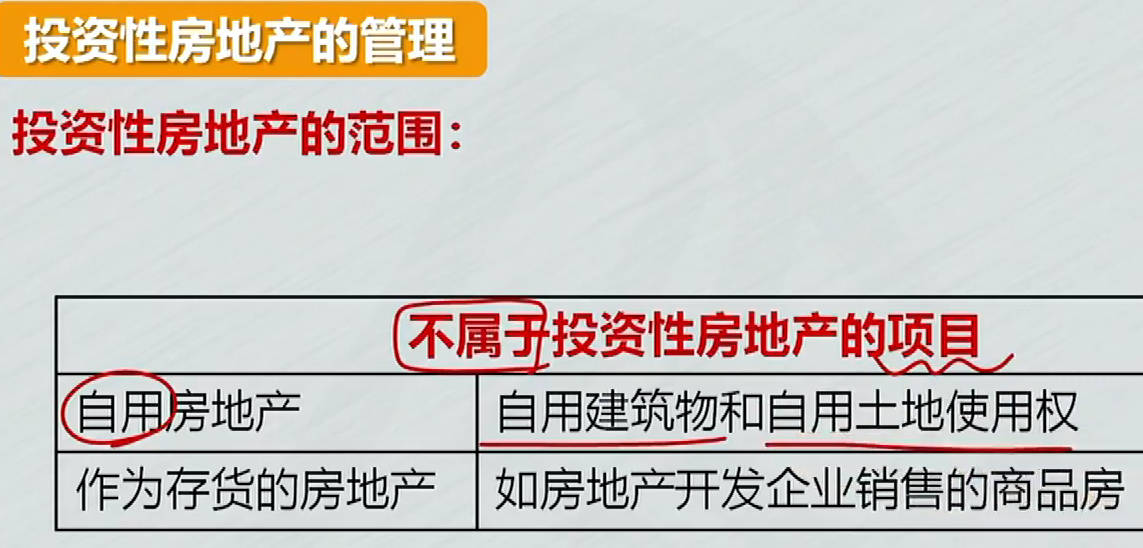 投资性房地产的管理
投资性房地产的范围：
不属于投资性房地产的项目
自用房地产 自用建筑物和自用土地使用权
作为存货的房地产 如房地产开发企业销售的商品房